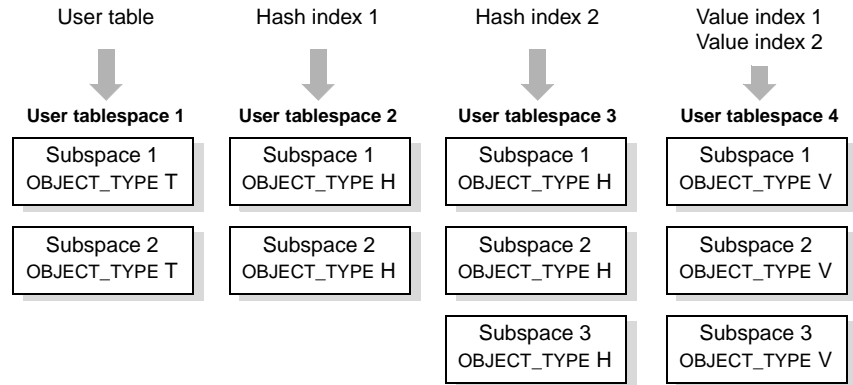 User table
Hash index 1
Hash index 2
Value index 1
Value index 2
User tablespace 1
User tablespace 2
User tablespace 3
User tablespace 4
Subspace 1
OBJECT_TYPE T
Subspace 1
OBJECT_TYPE H
Subspace 1
OBJECT_TYPE H
Subspace 1
OBJECT_TYPE V
Subspace 2
OBJECT_TYPE T
Subspace 2
OBJECT_TYPE H
Subspace 2
OBJECT_TYPE H
Subspace 2
OBJECT_TYPE V
Subspace 3
OBJECT_TYPE H
Subspace 3
OBJECT_TYPE V